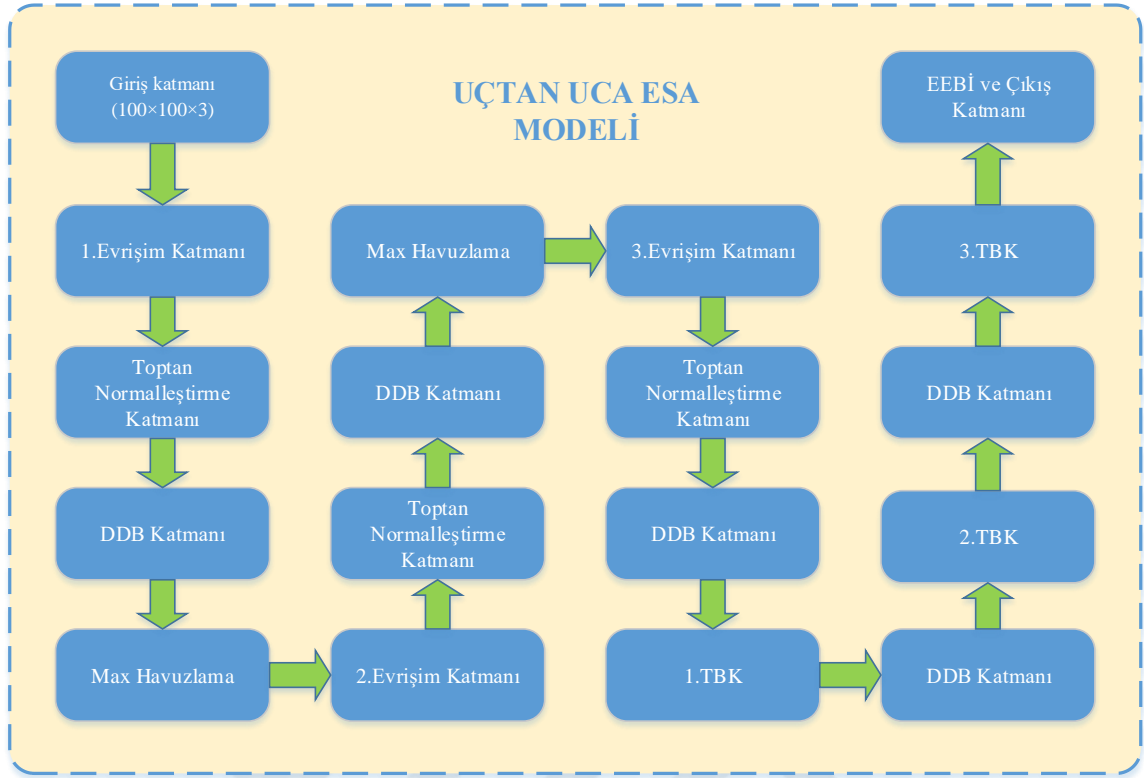 Giriş katmanı
(100×100×3)
1.Evrişim Katmanı
Toptan
Normalleştirme
Katmanı
DDB Katmanı
Max Havuzlama
UÇTAN UCA ESA
MODELİ
Max Havuzlama
DDB Katmanı
Toptan
Normalleştirme
Katmanı
2.Evrişim Katmanı
3.Evrişim Katmanı
Toptan
Normalleştirme
Katmanı
DDB Katmanı
1.TBK
EEBİ ve Çıkış
Katmanı
3.TBK
DDB Katmanı
2.TBK
DDB Katmanı